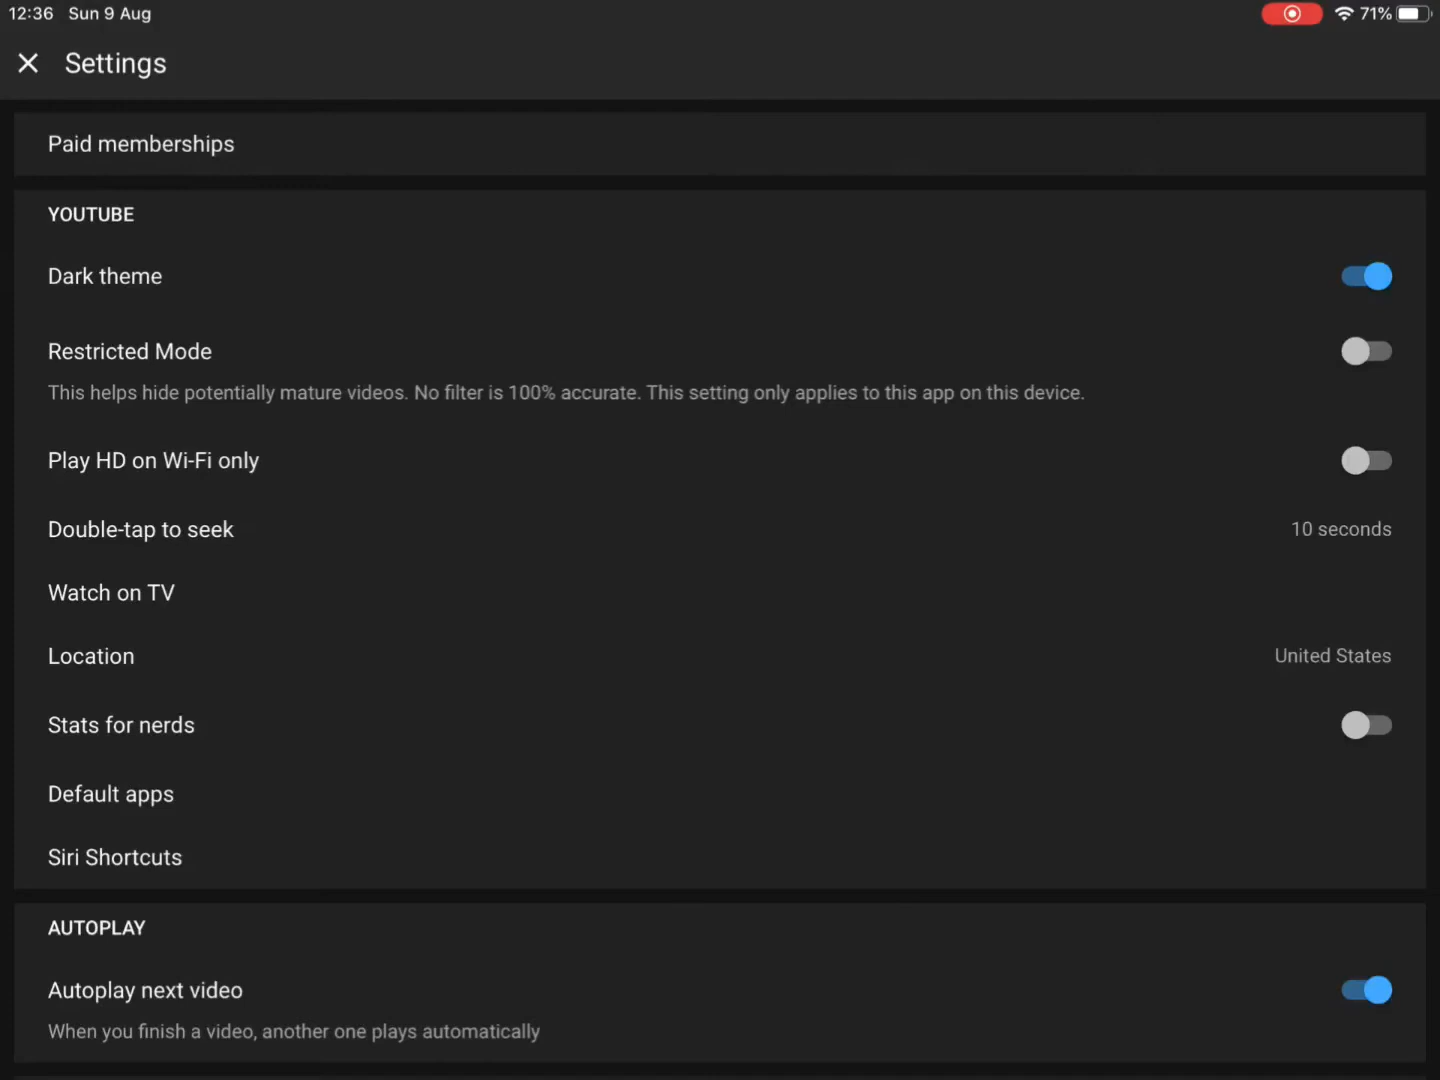 12:36 Sun 9 Aug 71%
Settings
Paid memberships
YOUTUBE
Dark theme
Restricted Mode
This helps hide potentially mature videos. No filter is 100% accurate. This setting only applies to this app on this device.
Play HD on Wi-Fi only
Double-tap to seek 10 seconds
Watch on TV
Location United States
Stats for nerds
Default apps
Siri Shortcuts
AUTOPLAY
Autoplay next video
When you finish a video, another one plays automatically